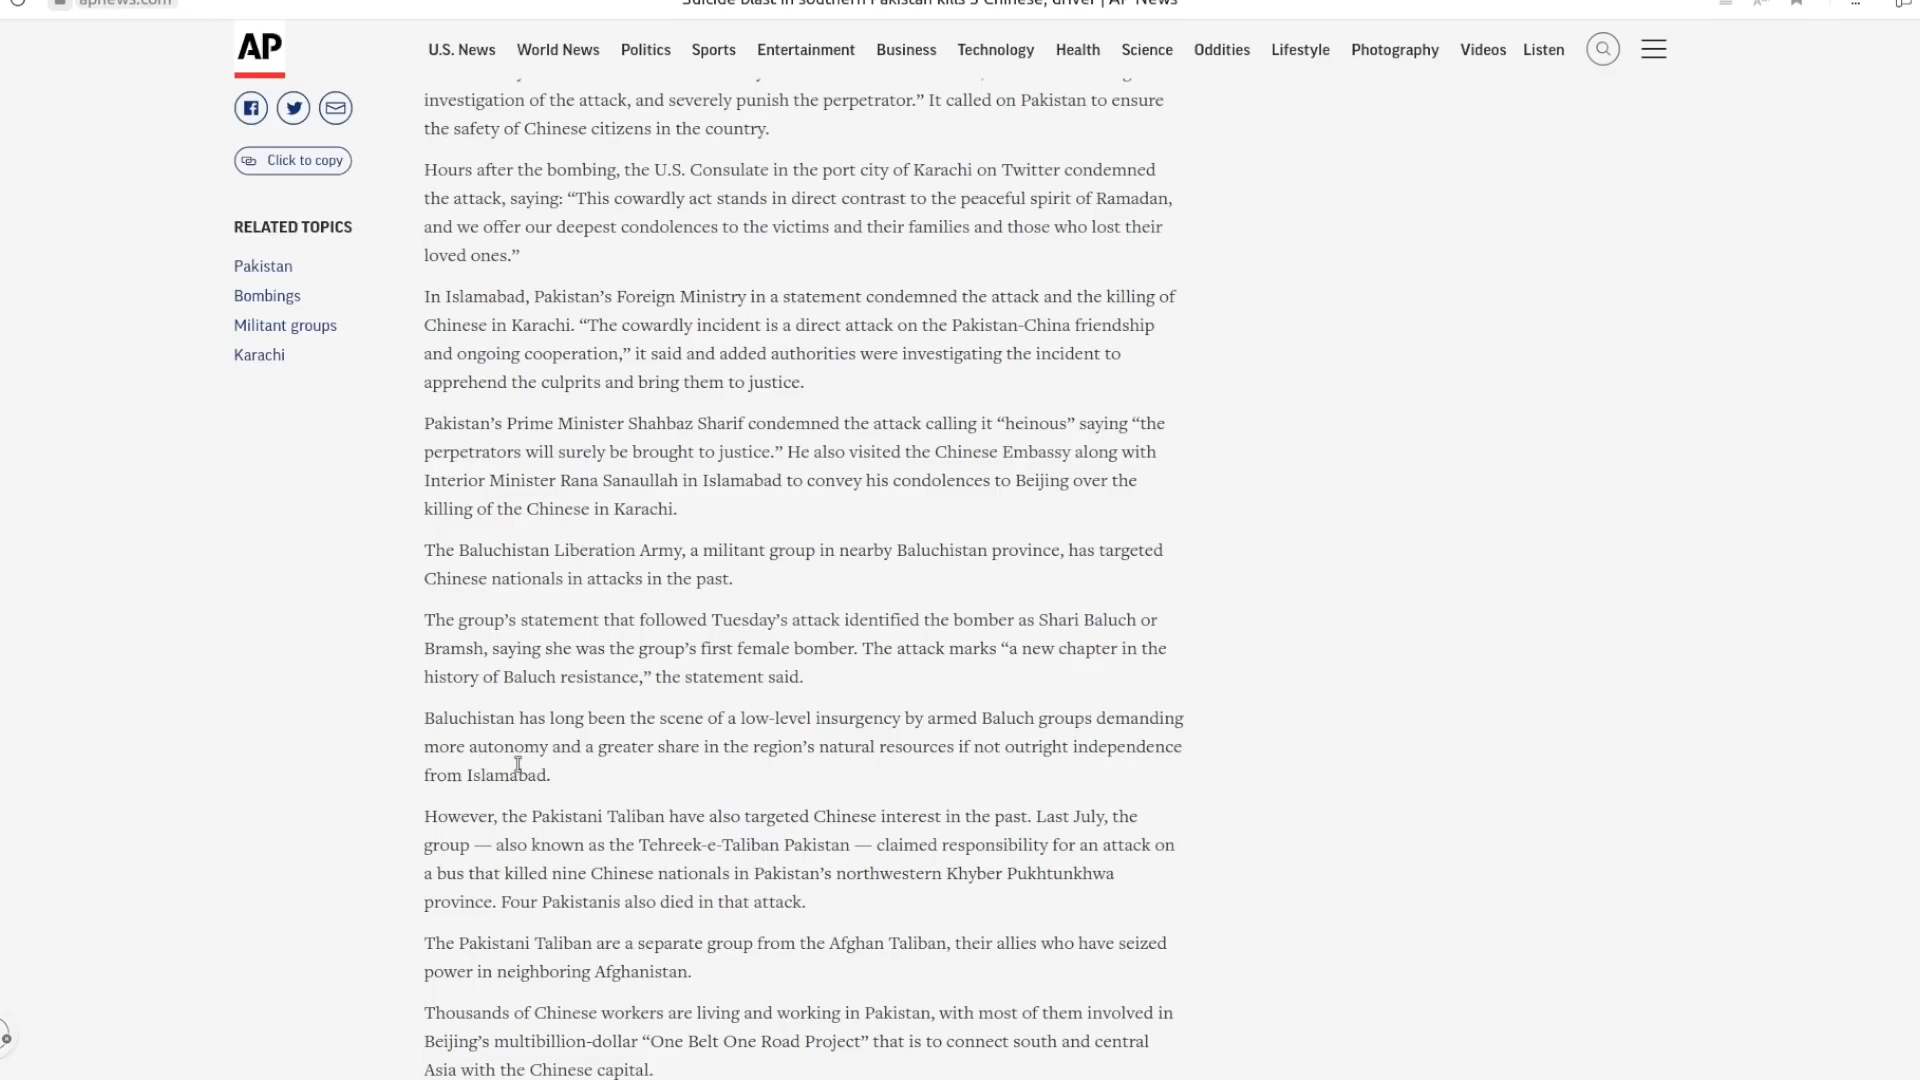 apnews.com
Suicide blast in southern Pakistan kills 3 Chinese, driver | AP News
AP
U.S. News World News Politics Sports Entertainment Business Technology Health Science Oddities Lifestyle Photography Videos Listen
Click to copy
RELATED TOPICS
Pakistan
Bombings
Militant groups
Karachi
investigation of the attack, and severely punish the perpetrator.” It called on Pakistan to ensure
the safety of Chinese citizens in the country.
Hours after the bombing, the U.S. Consulate in the port city of Karachi on Twitter condemned
the attack, saying: “This cowardly act stands in direct contrast to the peaceful spirit of Ramadan,
and we offer our deepest condolences to the victims and their families and those who lost their
loved ones.”
In Islamabad, Pakistan’s Foreign Ministry in a statement condemned the attack and the killing of
Chinese in Karachi. “The cowardly incident is a direct attack on the Pakistan-China friendship
and ongoing cooperation,” it said and added authorities were investigating the incident to
apprehend the culprits and bring them to justice.
Pakistan’s Prime Minister Shahbaz Sharif condemned the attack calling it “heinous” saying “the
perpetrators will surely be brought to justice.” He also visited the Chinese Embassy along with
Interior Minister Rana Sanaullah in Islamabad to convey his condolences to Beijing over the
killing of the Chinese in Karachi.
The Baluchistan Liberation Army, a militant group in nearby Baluchistan province, has targeted
Chinese nationals in attacks in the past.
The group’s statement that followed Tuesday’s attack identified the bomber as Shari Baluch or
Bramsh, saying she was the group’s first female bomber. The attack marks “a new chapter in the
history of Baluch resistance,” the statement said.
Baluchistan has long been the scene of a low-level insurgency by armed Baluch groups demanding
more autonomy and a greater share in the region’s natural resources if not outright independence
from Islamabad.
However, the Pakistani Taliban have also targeted Chinese interest in the past. Last July, the
group — also known as the Tehreek-e-Taliban Pakistan — claimed responsibility for an attack on
a bus that killed nine Chinese nationals in Pakistan’s northwestern Khyber Pukhtunkhwa
province. Four Pakistanis also died in that attack.
The Pakistani Taliban are a separate group from the Afghan Taliban, their allies who have seized
power in neighboring Afghanistan.
Thousands of Chinese workers are living and working in Pakistan, with most of them involved in
Beijing’s multibillion-dollar “One Belt One Road Project” that is to connect south and central
Asia with the Chinese capital.